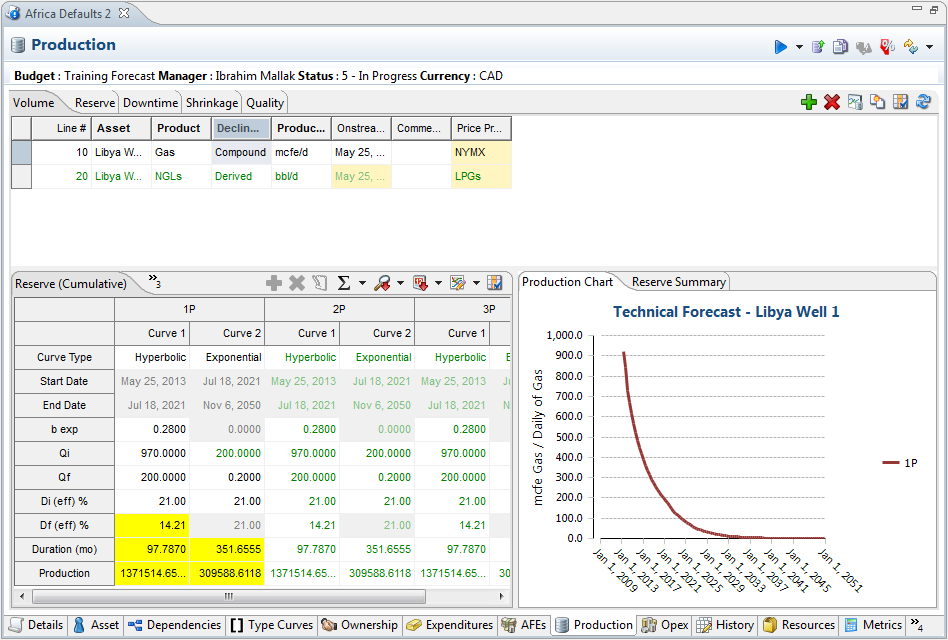 Africa Defaults 2
Production
Budget : Training Forecast Manager : Ibrahim Mallak Status : 5 - In Progress Currency : CAD
Volume Reserve Downtime Shrinkage Quality
Line # Asset Product Declin... Produc... Onstrea... Comme... Price Pr...
10 Libya W... Gas Compound mcfe/d May 25, ... NYMX
20 Libya W... NGLs Derived bbl/d May 25, ... LPGs
Reserve (Cumulative) »3
1P 2P 3P
Curve 1 Curve 2 Curve 1 Curve 2 Curve 1
Curve Type Hyperbolic Exponential Hyperbolic Exponential Hyperbolic E
Start Date May 25, 2013 Jul 18, 2021 May 25, 2013 Jul 18, 2021 May 25, 2013 Ju
End Date Jul 18, 2021 Nov 6, 2050 Jul 18, 2021 Nov 6, 2050 Jul 18, 2021 N
b exp 0.2800 0.0000 0.2800 0.0000 0.2800
Qi 970.0000 200.0000 970.0000 200.0000 970.0000
Qf 200.0000 0.2000 200.0000 0.2000 200.0000
Di (eff) % 21.00 21.00 21.00 21.00 21.00
Df (eff) % 14.21 21.00 14.21 21.00 14.21
Duration (mo) 97.7870 351.6555 97.7870 351.6555 97.7870
Production 1371514.65... 309588.6118 1371514.65... 309588.6118 1371514.65... 30
Production Chart Reserve Summary
Technical Forecast - Libya Well 1
mcfe Gas / Daily of Gas
1,000.0
900.0
800.0
700.0
600.0
500.0
400.0
300.0
200.0
100.0
0.0
Jan 1, 2009
Jan 1, 2013
Jan 1, 2017
Jan 1, 2021
Jan 1, 2025
Jan 1, 2029
Jan 1, 2033
Jan 1, 2037
Jan 1, 2041
Jan 1, 2045
Jan 1, 2051
1P
Details Asset Dependencies Type Curves Ownership Expenditures AFEs Production Opex History Resources Metrics »4